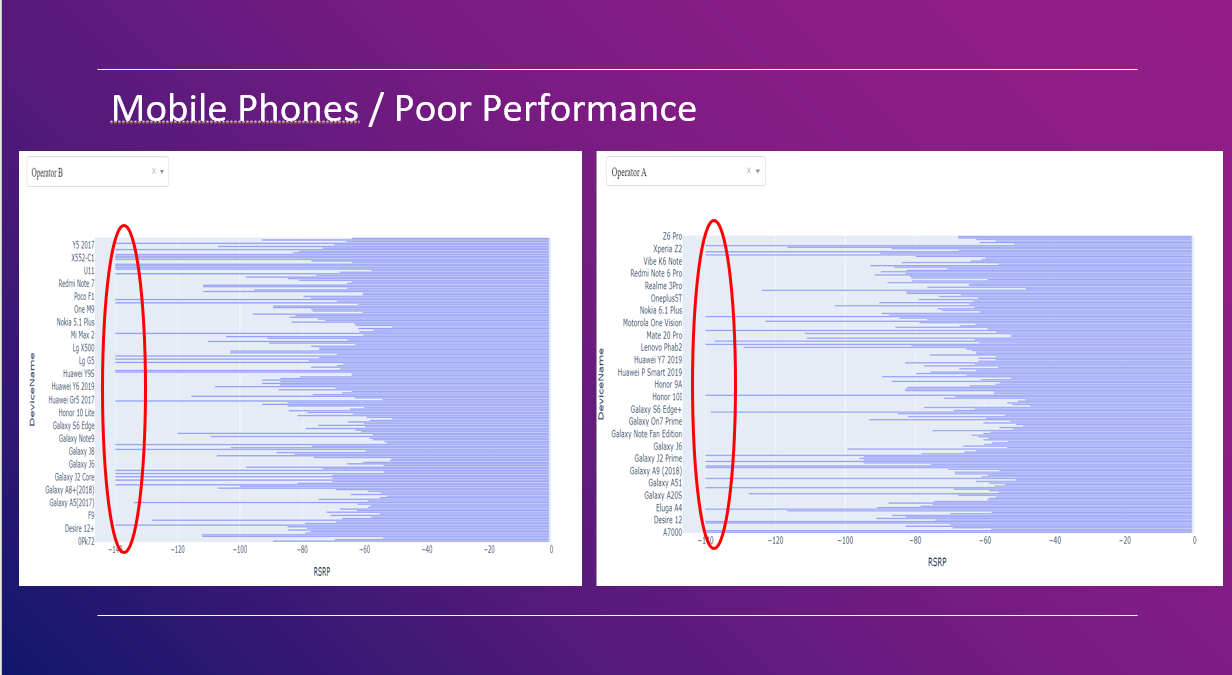 Mobile Phones / Poor Performance
Operator B
x
Y5 2017
X552-C1
U11
Redmi Note 7
Poco F1
One M9
Nokia 5.1 Plus
Mi Max 2
Lg X500
Lg G5
Huawei Y9S
Huawei Y6 2019
Huawei Gr5 2017
Honor 10 Lite
Galaxy S6 Edge
Galaxy Note9
Galaxy J8
Galaxy J6
Galaxy J2 Core
Galaxy A8+(2018)
Galaxy A5(2017)
F9
Desire 12+
0Pk72
DeviceName
−140 −120 −100 −80 −60 −40 −20 0
RSRP
Operator A
x
Z6 Pro
Xperia Z2
Vibe K6 Note
Redmi Note 6 Pro
Realme 3Pro
Oneplus5T
Nokia 6.1 Plus
Motorola One Vision
Mate 20 Pro
Lenovo Phab2
Huawei Y7 2019
Huawei P Smart 2019
Honor 9A
Honor 10I
Galaxy S6 Edge+
Galaxy On7 Prime
Galaxy Note Fan Edition
Galaxy J6
Galaxy J2 Prime
Galaxy A9 (2018)
Galaxy A51
Galaxy A20S
Eluga A4
Desire 12
A7000
DeviceName
−140 −120 −100 −80 −60 −40 −20 0
RSRP